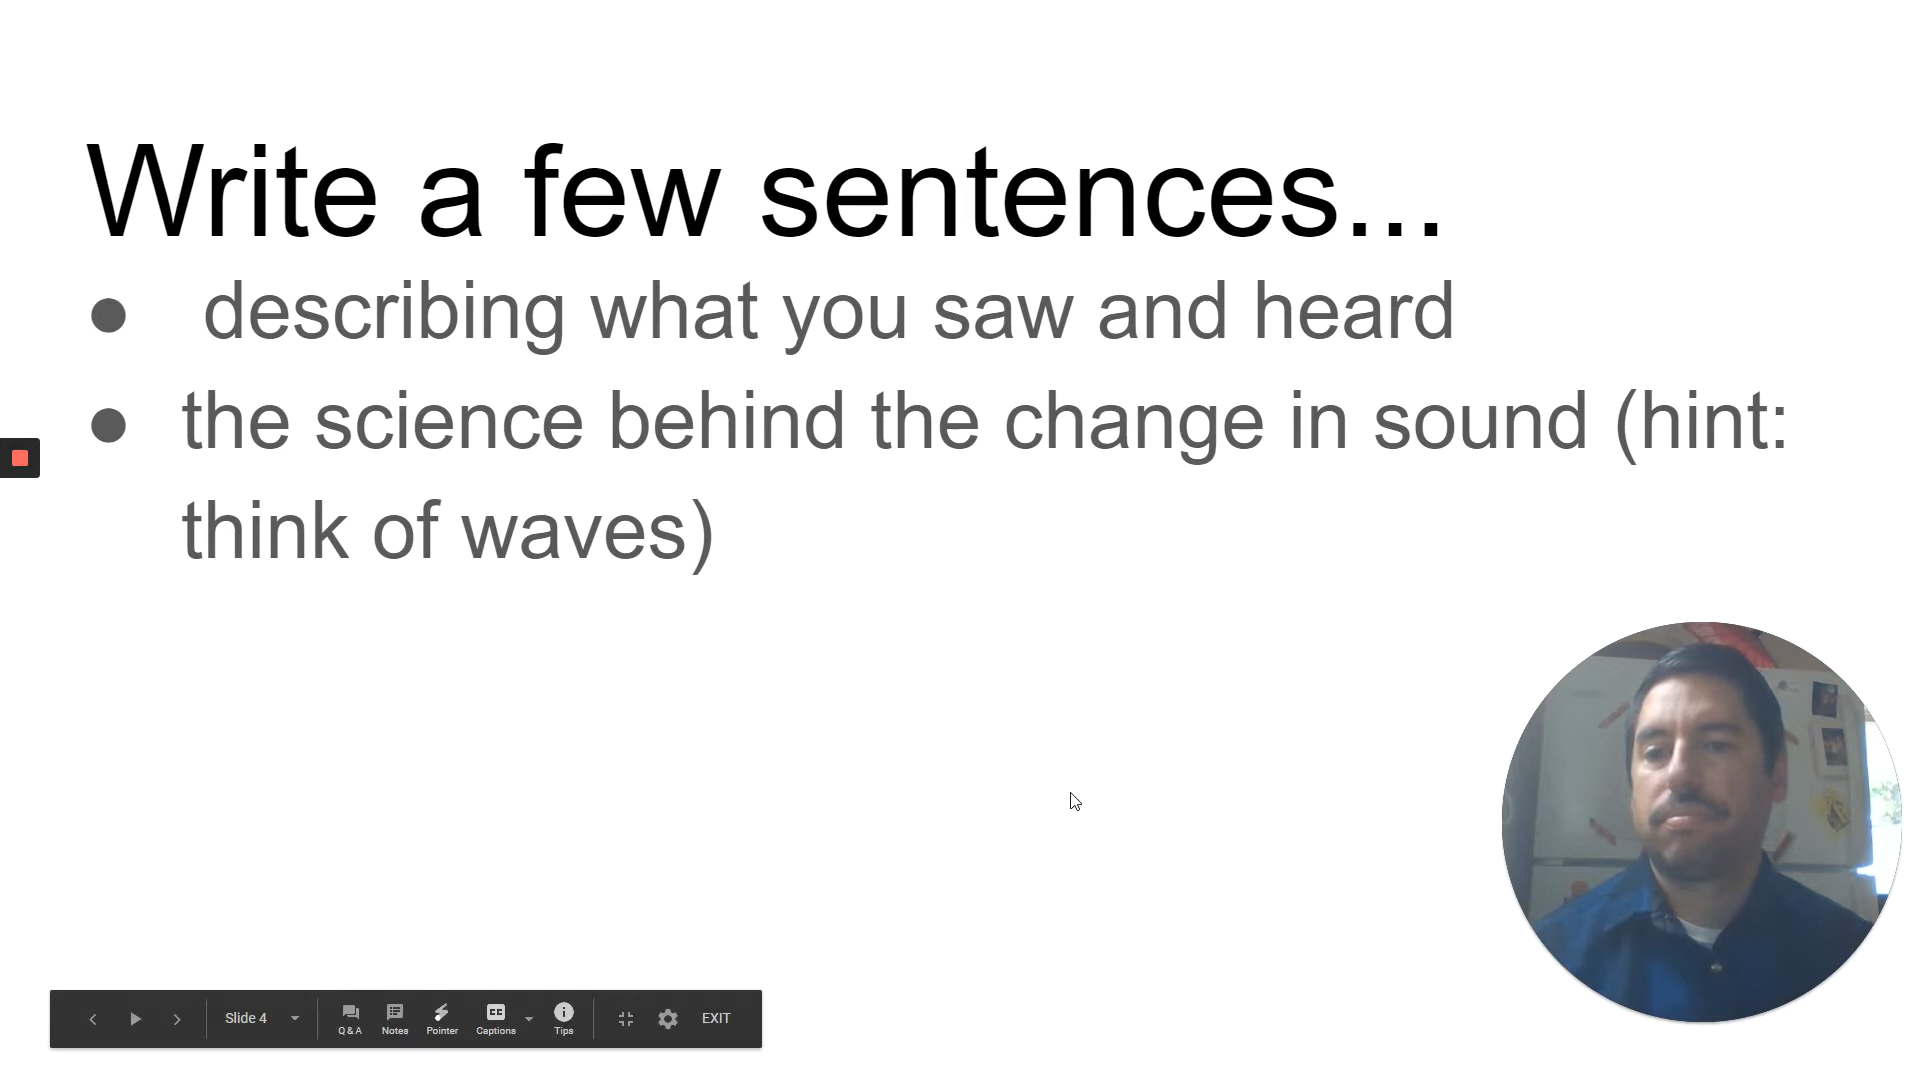 Write a few sentences...
● describing what you saw and heard
● the science behind the change in sound (hint:
think of waves)
Slide 4
Q & A
Notes
Pointer
CC
Captions
Tips
EXIT